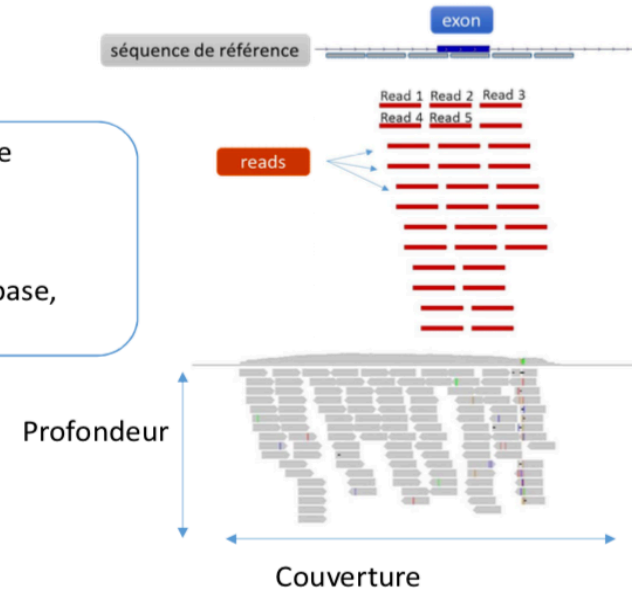 exon
séquence de référence
Read 1 Read 2 Read 3
Read 4 Read 5
e
reads
base,
Profondeur
Couverture